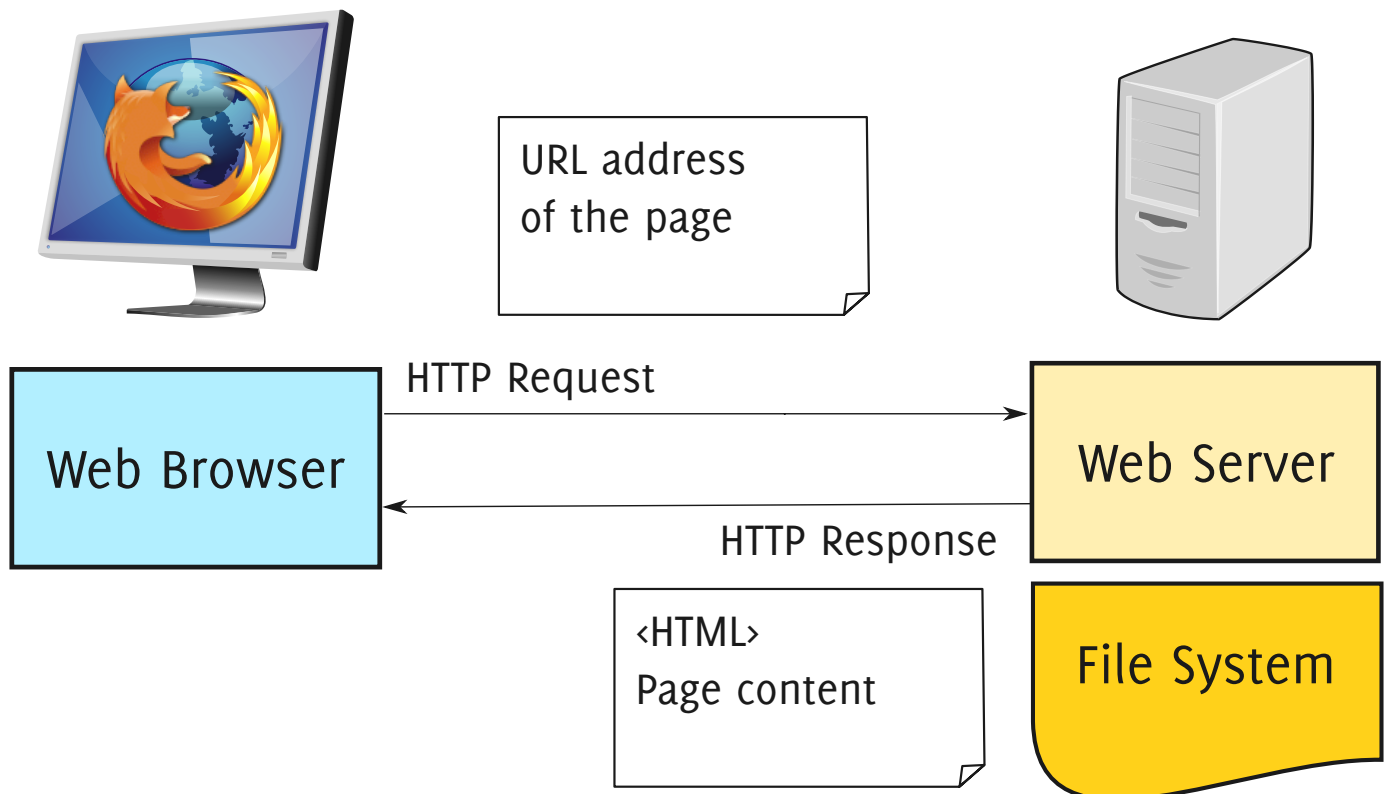 URL address
of the page
HTTP Request
Web Browser
Web Server
HTTP Response
<HTML>
Page content
File System